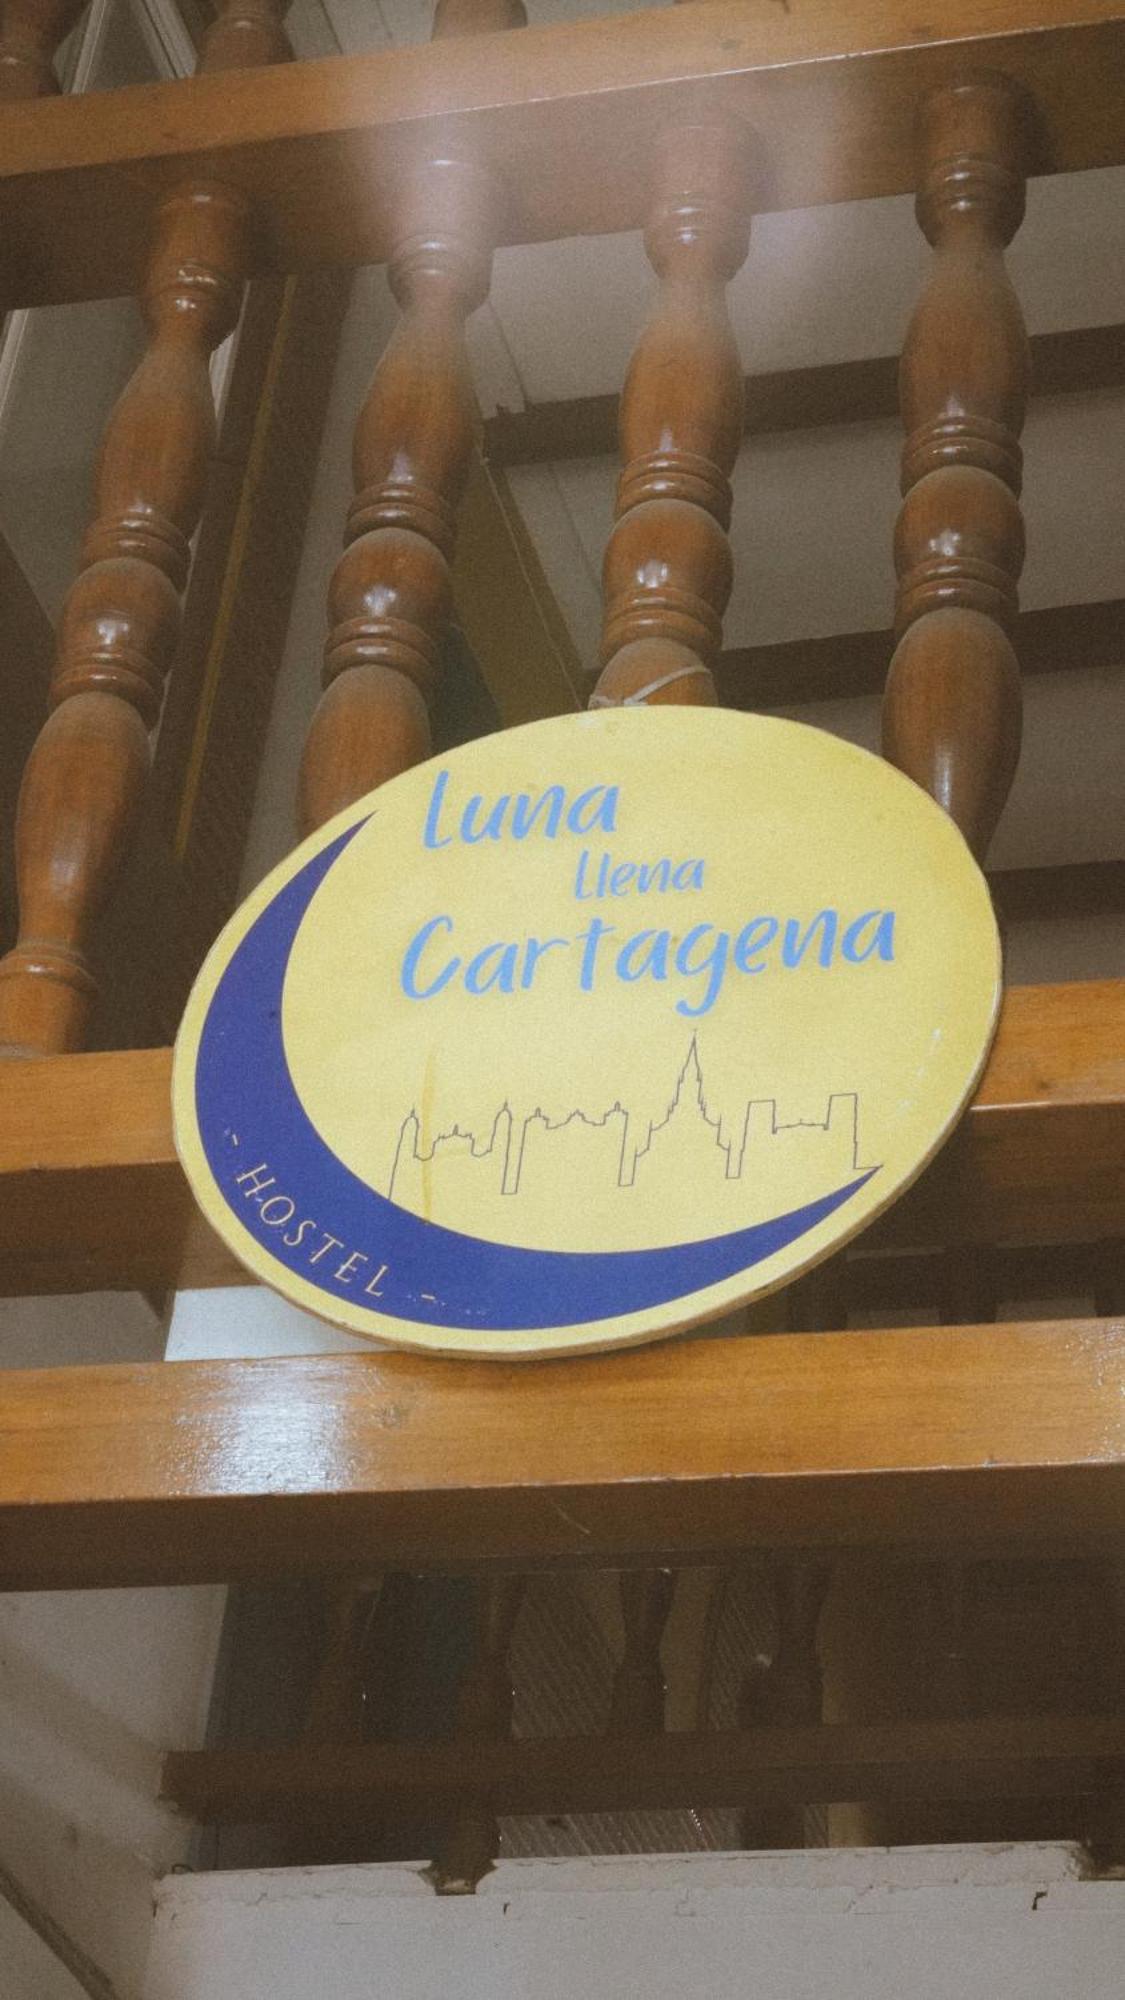 Luna
Llena
Cartagena
~ HOSTEL ~